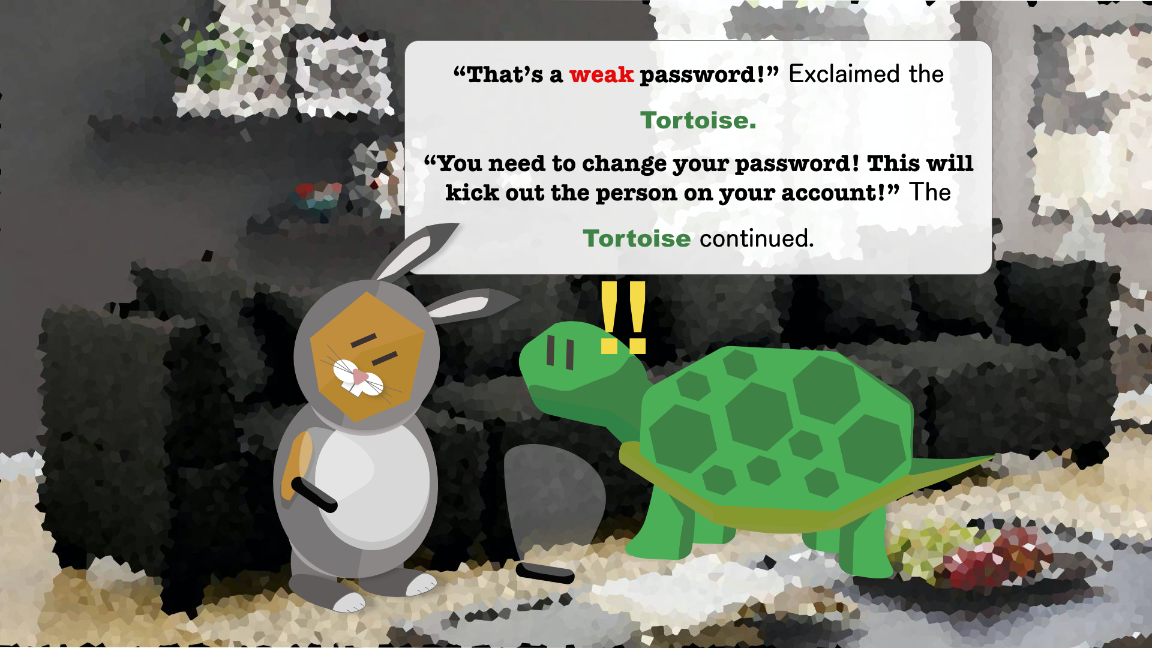 “That’s a weak password!” Exclaimed the
Tortoise.
“You need to change your password! This will
kick out the person on your account!” The
Tortoise continued.
!!